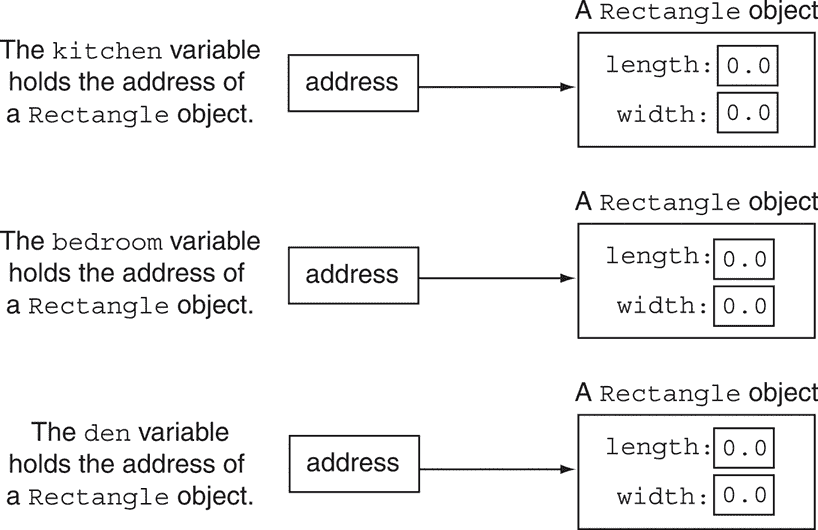 A Rectangle object
The kitchen variable
holds the address of
a Rectangle object.
address
length: 0.0
width: 0.0
A Rectangle object
The bedroom variable
holds the address of
a Rectangle object.
address
length: 0.0
width: 0.0
A Rectangle object
The den variable
holds the address of
a Rectangle object.
address
length: 0.0
width: 0.0